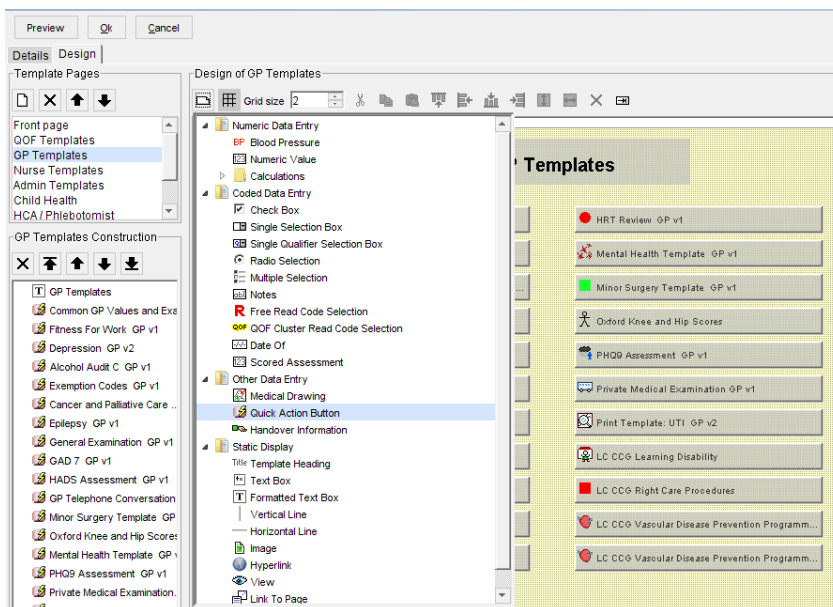 Preview
Ok
Cancel
Details
Design
Template Pages
Front page
QOF Templates
GP Templates
Nurse Templates
Admin Templates
Child Health
HCA / Phlebotomist
GP Templates Construction
T GP Templates
Common GP Values and Exa
Fitness For Work GP v1
Depression GP v2
Alcohol Audit C GP v1
Exemption Codes GP v1
Cancer and Palliative Care ..
Epilepsy GP v1
General Examination GP v1
GAD 7 GP v1
HADS Assessment GP v1
GP Telephone Conversation
Minor Surgery Template GP
Oxford Knee and Hip Scores
Mental Health Template GP
PHQ9 Assessment GP v1
Private Medical Examination.
Design of GP Templates
Grid size 2
Numeric Data Entry
BP Blood Pressure
123 Numeric Value
Calculations
Coded Data Entry
Check Box
Single Selection Box
Single Qualifier Selection Box
Radio Selection
Multiple Selection
ab| Notes
R Free Read Code Selection
QOF QOF Cluster Read Code Selection
Date Of
123 Scored Assessment
Other Data Entry
Medical Drawing
Quick Action Button
Handover Information
Static Display
Title Template Heading
Text Box
T Formatted Text Box
Vertical Line
Horizontal Line
Image
Hyperlink
View
Link To Page
Templates
HRT Review GP v1
Mental Health Template GP v1
Minor Surgery Template GP v1
...
Oxford Knee and Hip Scores
PHQ9 Assessment GP v1
Private Medical Examination GP v1
Print Template: UTI GP v2
LC CCG Learning Disability
LC CCG Right Care Procedures
LC CCG Vascular Disease Prevention Programm...
LC CCG Vascular Disease Prevention Programm...